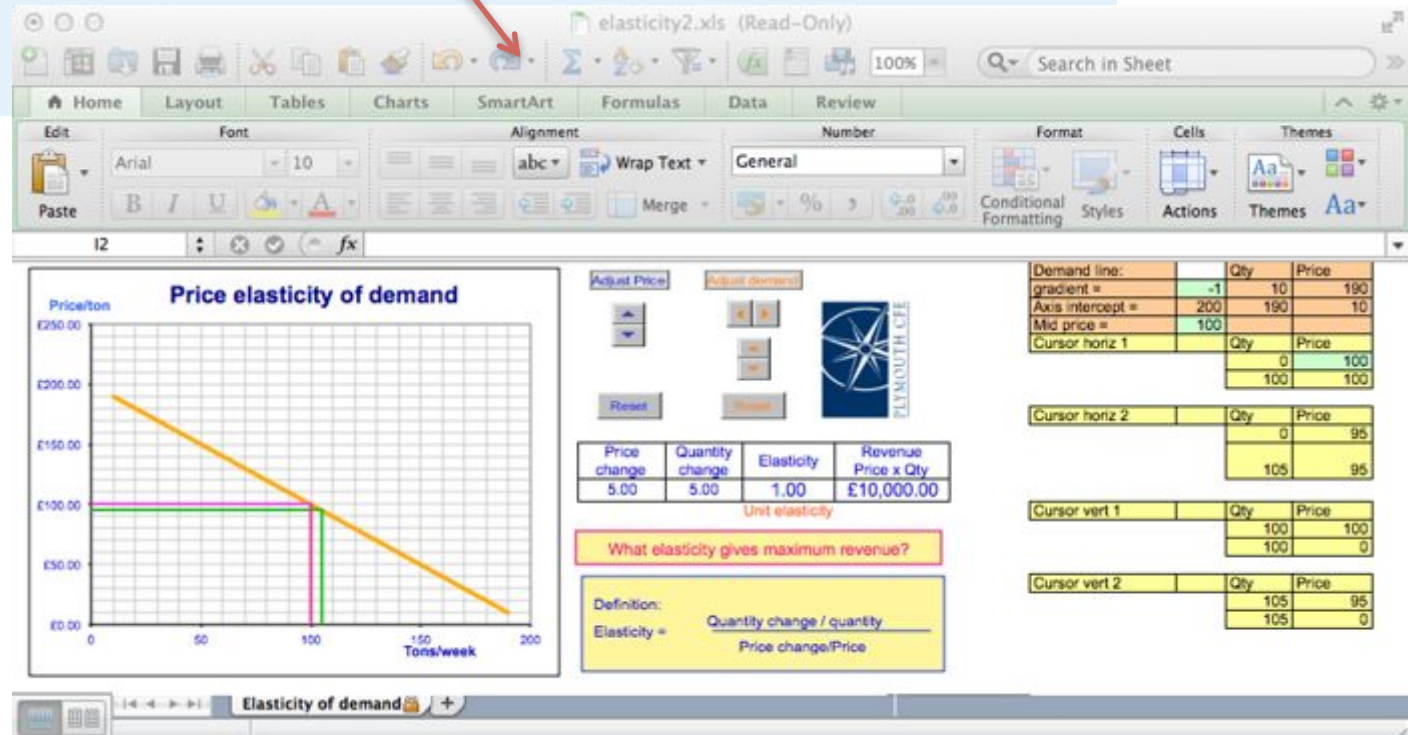 elasticity2.xls (Read-Only)
100%
Search in Sheet
Home Layout Tables Charts SmartArt Formulas Data Review
Edit Font Alignment Number Format Cells Themes
Arial 10 abc Wrap Text General
Paste B I U A Merge % Conditional Formatting Styles Actions Themes Aa
I2 fx
Price elasticity of demand
Price/ton
£250.00
£200.00
£150.00
£100.00
£50.00
£0.00
0 50 100 150 200
Tons/week
Adjust Price Adjust demand
Reset Reset
PLYMOUTH CFE
Price change Quantity change Elasticity Revenue Price x Qty
5.00 5.00 1.00 £10,000.00
Unit elasticity
What elasticity gives maximum revenue?
Definition:
Elasticity = Quantity change / quantity
Price change/Price
Demand line: Qty Price
gradient = -1 10 190
Axis intercept = 200 190 10
Mid price = 100
Cursor horiz 1 Qty Price
0 100
100 100
Cursor horiz 2 Qty Price
0 95
105 95
Cursor vert 1 Qty Price
100 100
100 0
Cursor vert 2 Qty Price
105 95
105 0
Elasticity of demand